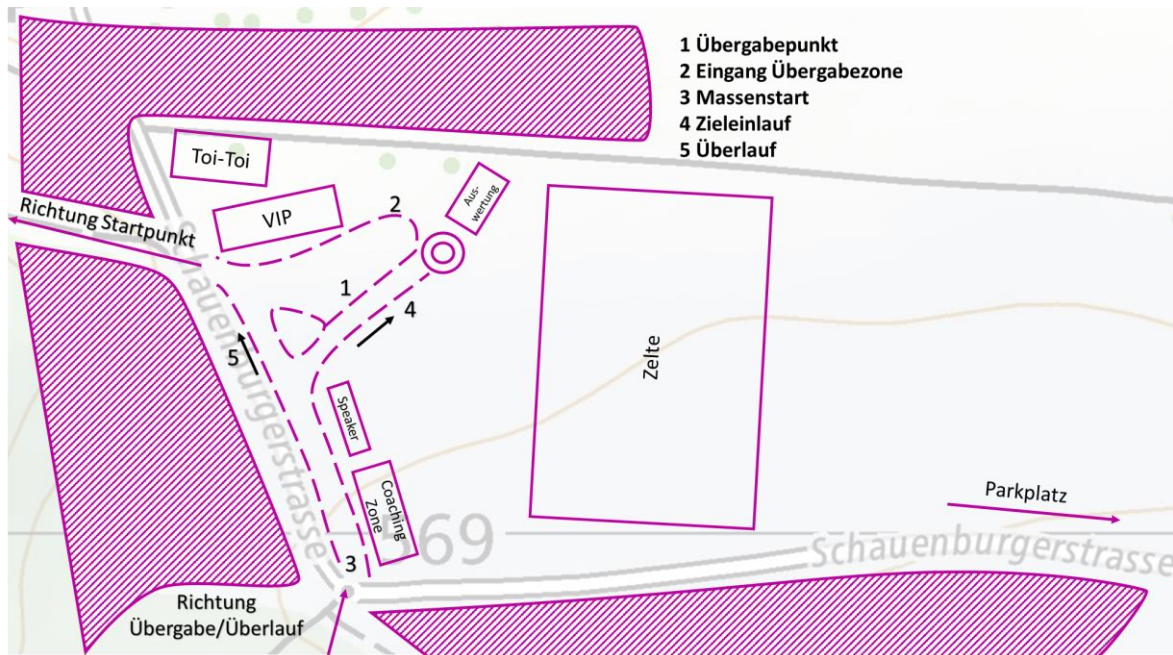 1 Übergabepunkt
2 Eingang Übergabezone
3 Massenstart
4 Zieleinlauf
5 Überlauf
Toi-Toi
Aus-
wertung
VIP
2
Richtung Startpunkt
1
4
5
Schauenburgerstrasse
Zelte
Speaker
Coaching
Zone
Parkplatz
569
Schauenburgerstrasse
3
Richtung
Übergabe/Überlauf